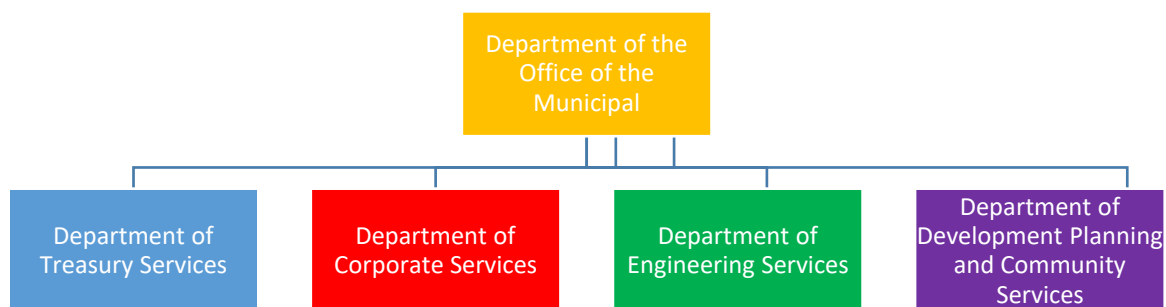 Department of the
Office of the
Municipal
Department of
Treasury Services
Department of
Corporate Services
Department of
Engineering Services
Department of
Development Planning
and Community
Services